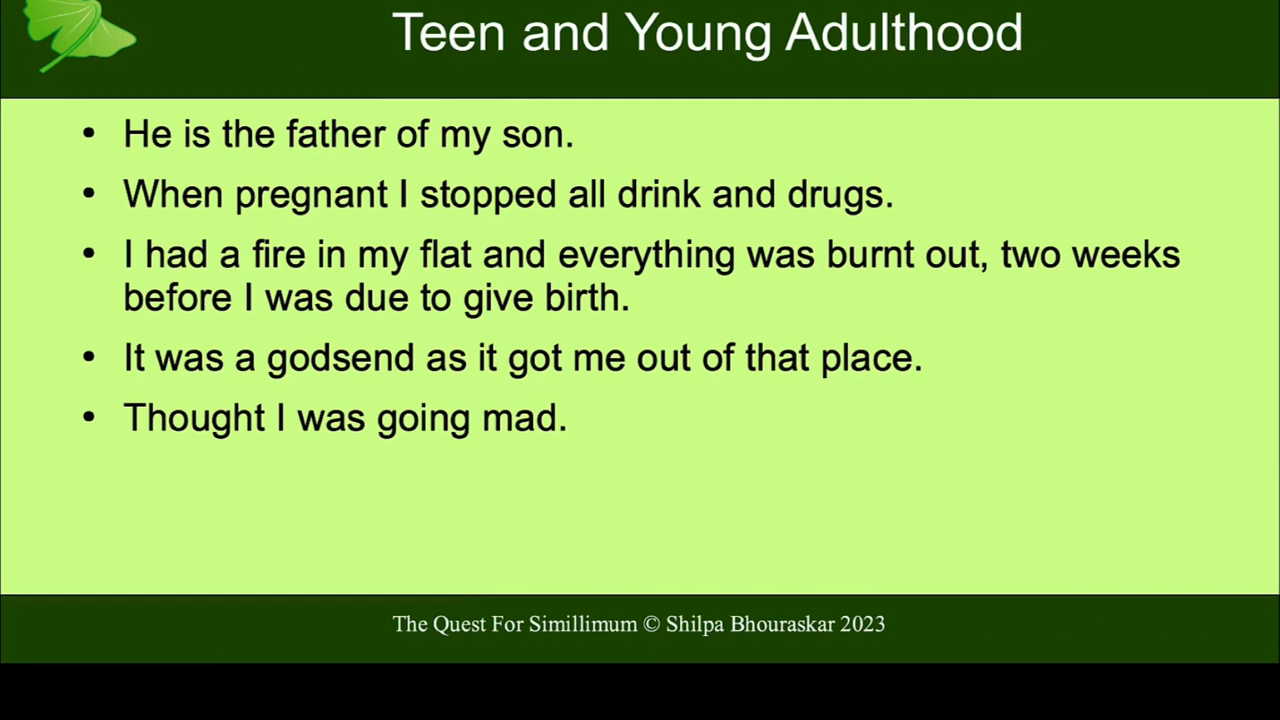 Teen and Young Adulthood
• He is the father of my son.
• When pregnant I stopped all drink and drugs.
• I had a fire in my flat and everything was burnt out, two weeks
before I was due to give birth.
• It was a godsend as it got me out of that place.
• Thought I was going mad.
The Quest For Simillimum © Shilpa Bhouraskar 2023